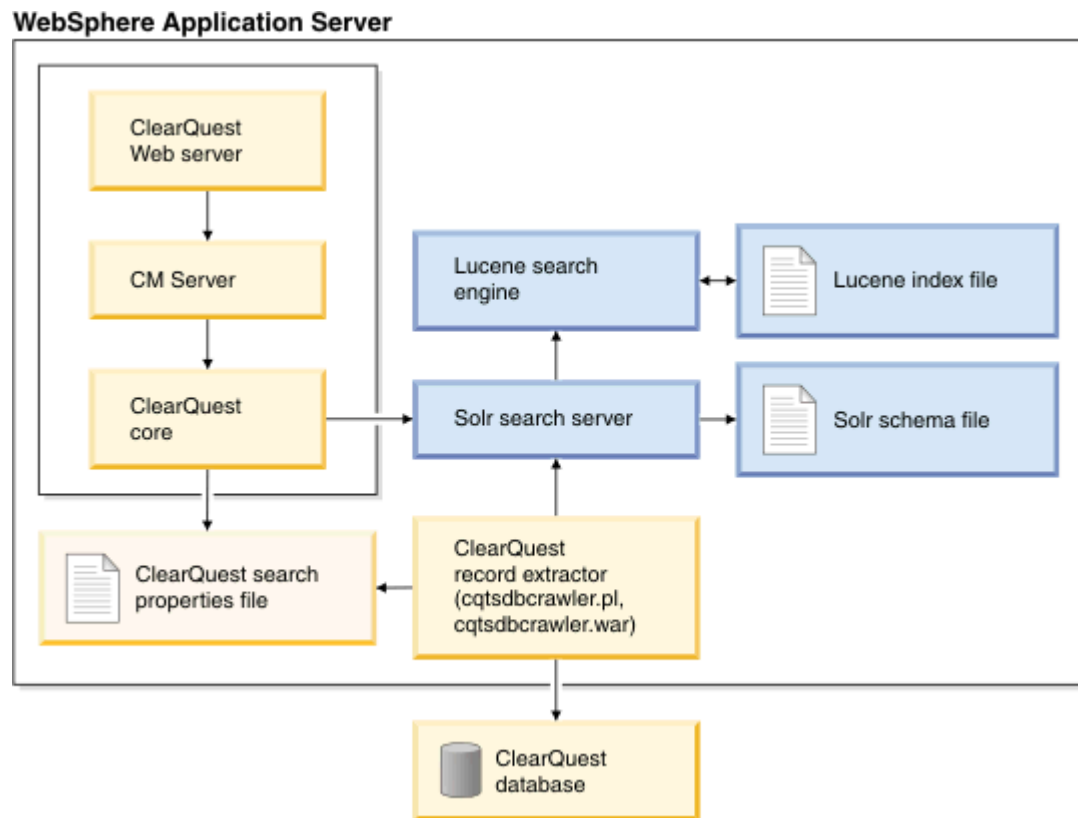 WebSphere Application Server
ClearQuest
Web server
CM Server
Lucene search
engine
Lucene index file
ClearQuest
core
Solr search server
Solr schema file
ClearQuest search
properties file
ClearQuest
record extractor
(cqtsdbcrawler.pl,
cqtsdbcrawler.war)
ClearQuest
database